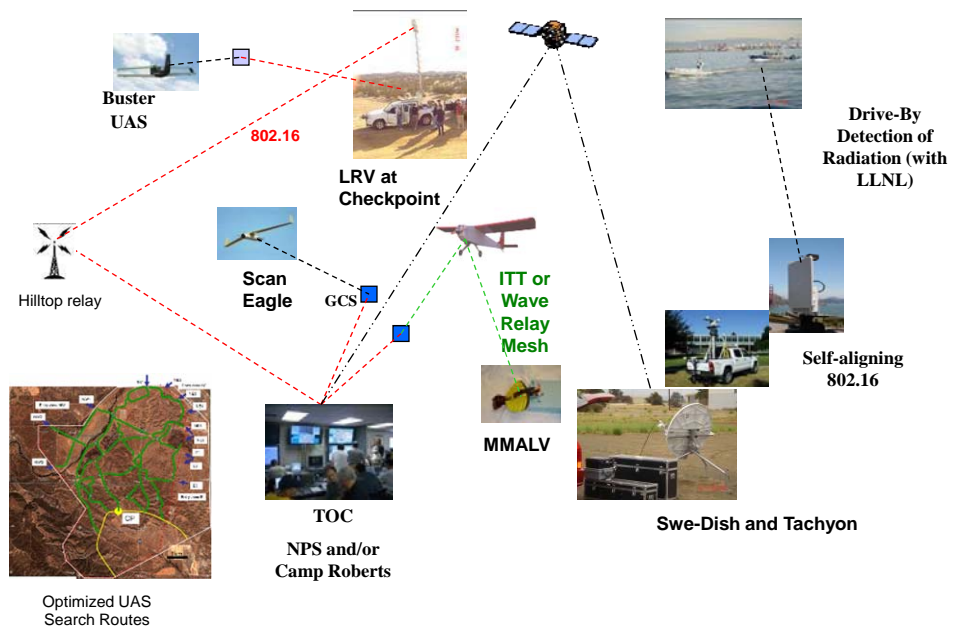 Buster
UAS
802.16
LRV at
Checkpoint
Drive-By
Detection of
Radiation (with
LLNL)
Hilltop relay
Scan
Eagle
GCS
ITT or
Wave
Relay
Mesh
Self-aligning
802.16
MMALV
TOC
NPS and/or
Camp Roberts
Swe-Dish and Tachyon
CP
Optimized UAS
Search Routes